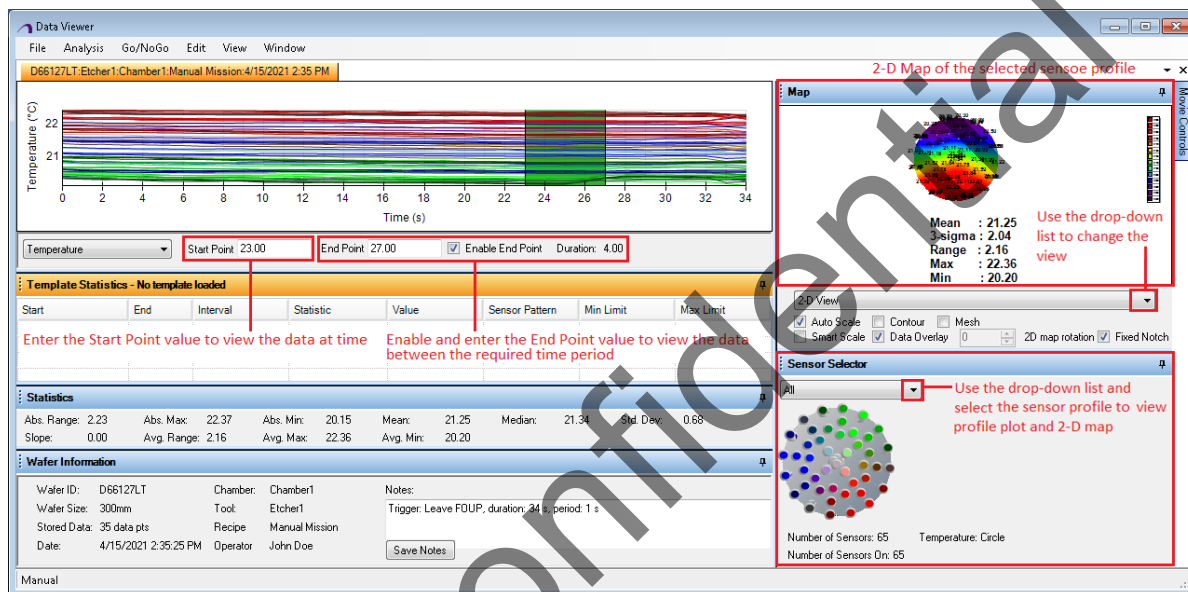 Data Viewer
File Analysis Go/NoGo Edit View Window
D66127LT:Etcher1:Chamber1:Manual Mission:4/15/2021 2:35 PM
2-D Map of the selected sensoe profile
Temperature (°C)
22
21
0 2 4 6 8 10 12 14 16 18 20 22 24 26 28 30 32 34
Time (s)
Temperature
Start Point 23.00
End Point 27.00
Enable End Point Duration: 4.00
Template Statistics - No template loaded
Start End Interval Statistic Value Sensor Pattern Min Limit Max Limit
Enter the Start Point value to view the data at time
Enable and enter the End Point value to view the data
between the required time period
Statistics
Abs. Range: 2.23 Abs. Max: 22.37 Abs. Min: 20.15 Mean: 21.25 Median: 21.34 Std. Dev: 0.68
Slope: 0.00 Avg. Range: 2.16 Avg. Max: 22.36 Avg. Min: 20.20
Wafer Information
Wafer ID: D66127LT Chamber: Chamber1 Notes:
Wafer Size: 300mm Tool: Etcher1 Trigger: Leave FOUP, duration: 34 s, period: 1 s
Stored Data: 35 data pts Recipe Manual Mission
Date: 4/15/2021 2:35:25 PM Operator John Doe
Save Notes
Manual
Map
Movie Controls
Mean : 21.25
3-sigma : 2.04
Range : 2.16
Max : 22.36
Min : 20.20
Use the drop-down
list to change the
view
2-D View
Auto Scale Contour Mesh
Smart Scale Data Overlay 0 2D map rotation Fixed Notch
Sensor Selector
All
Use the drop-down list and
select the sensor profile to view
profile plot and 2-D map
Number of Sensors: 65 Temperature: Circle
Number of Sensors On: 65
Confidential